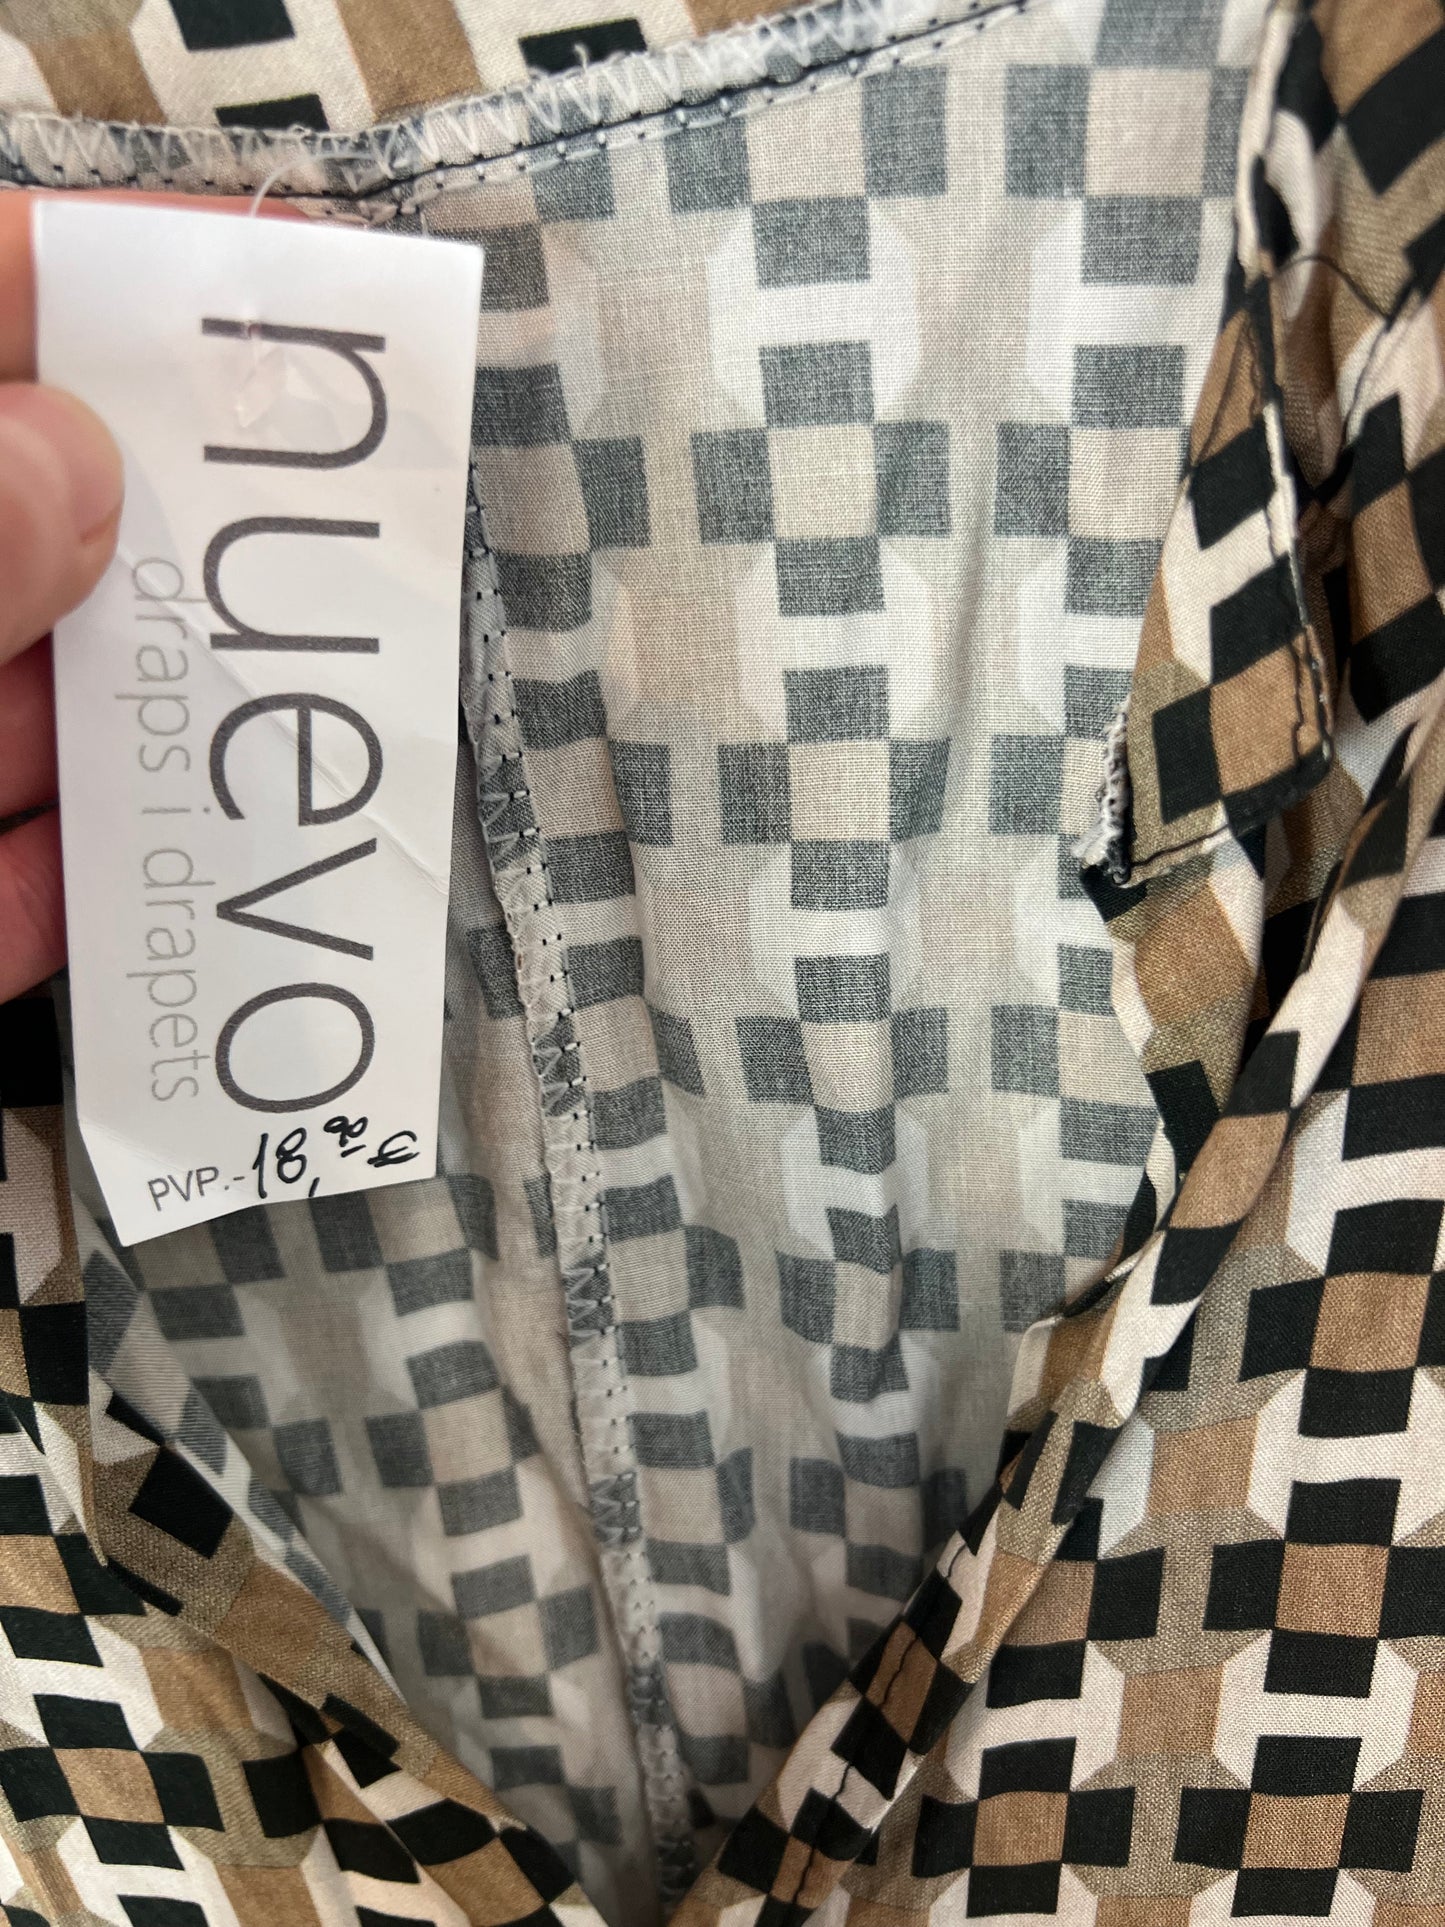 nuevo
draps i drapets
PVP.- 18,90 €